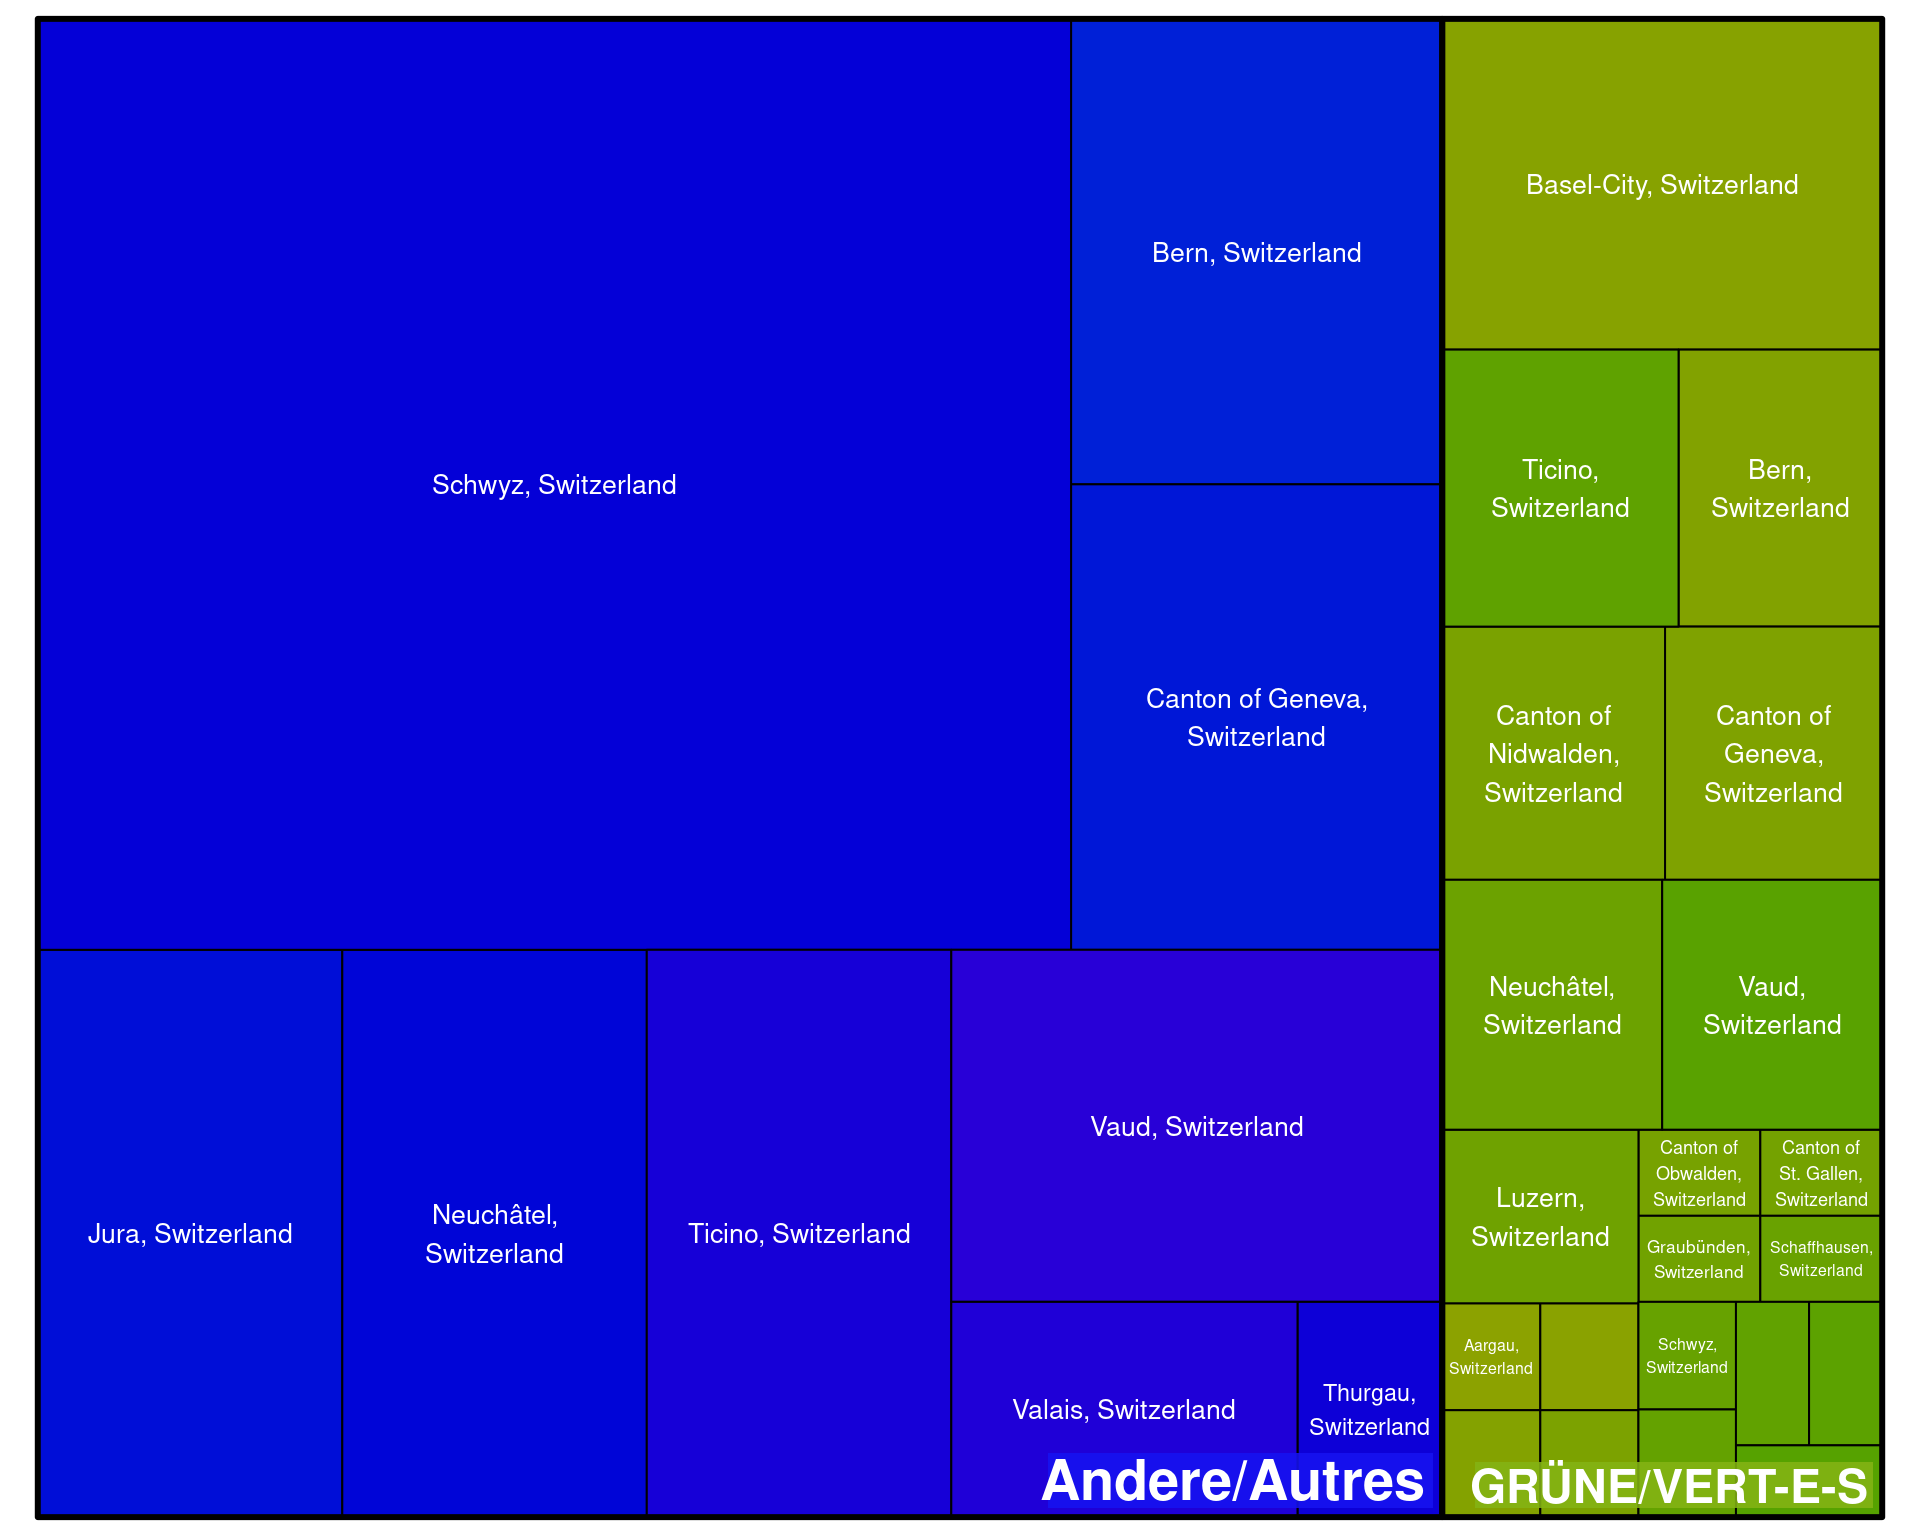 Schwyz, Switzerland
Bern, Switzerland
Canton of Geneva,
Switzerland
Jura, Switzerland
Neuchâtel,
Switzerland
Ticino, Switzerland
Vaud, Switzerland
Valais, Switzerland
Thurgau,
Switzerland
Andere/Autres
Basel-City, Switzerland
Ticino,
Switzerland
Bern,
Switzerland
Canton of
Nidwalden,
Switzerland
Canton of
Geneva,
Switzerland
Neuchâtel,
Switzerland
Vaud,
Switzerland
Luzern,
Switzerland
Canton of
Obwalden,
Switzerland
Canton of
St. Gallen,
Switzerland
Graubünden,
Switzerland
Schaffhausen,
Switzerland
Aargau,
Switzerland
Schwyz,
Switzerland
GRÜNE/VERT-E-S